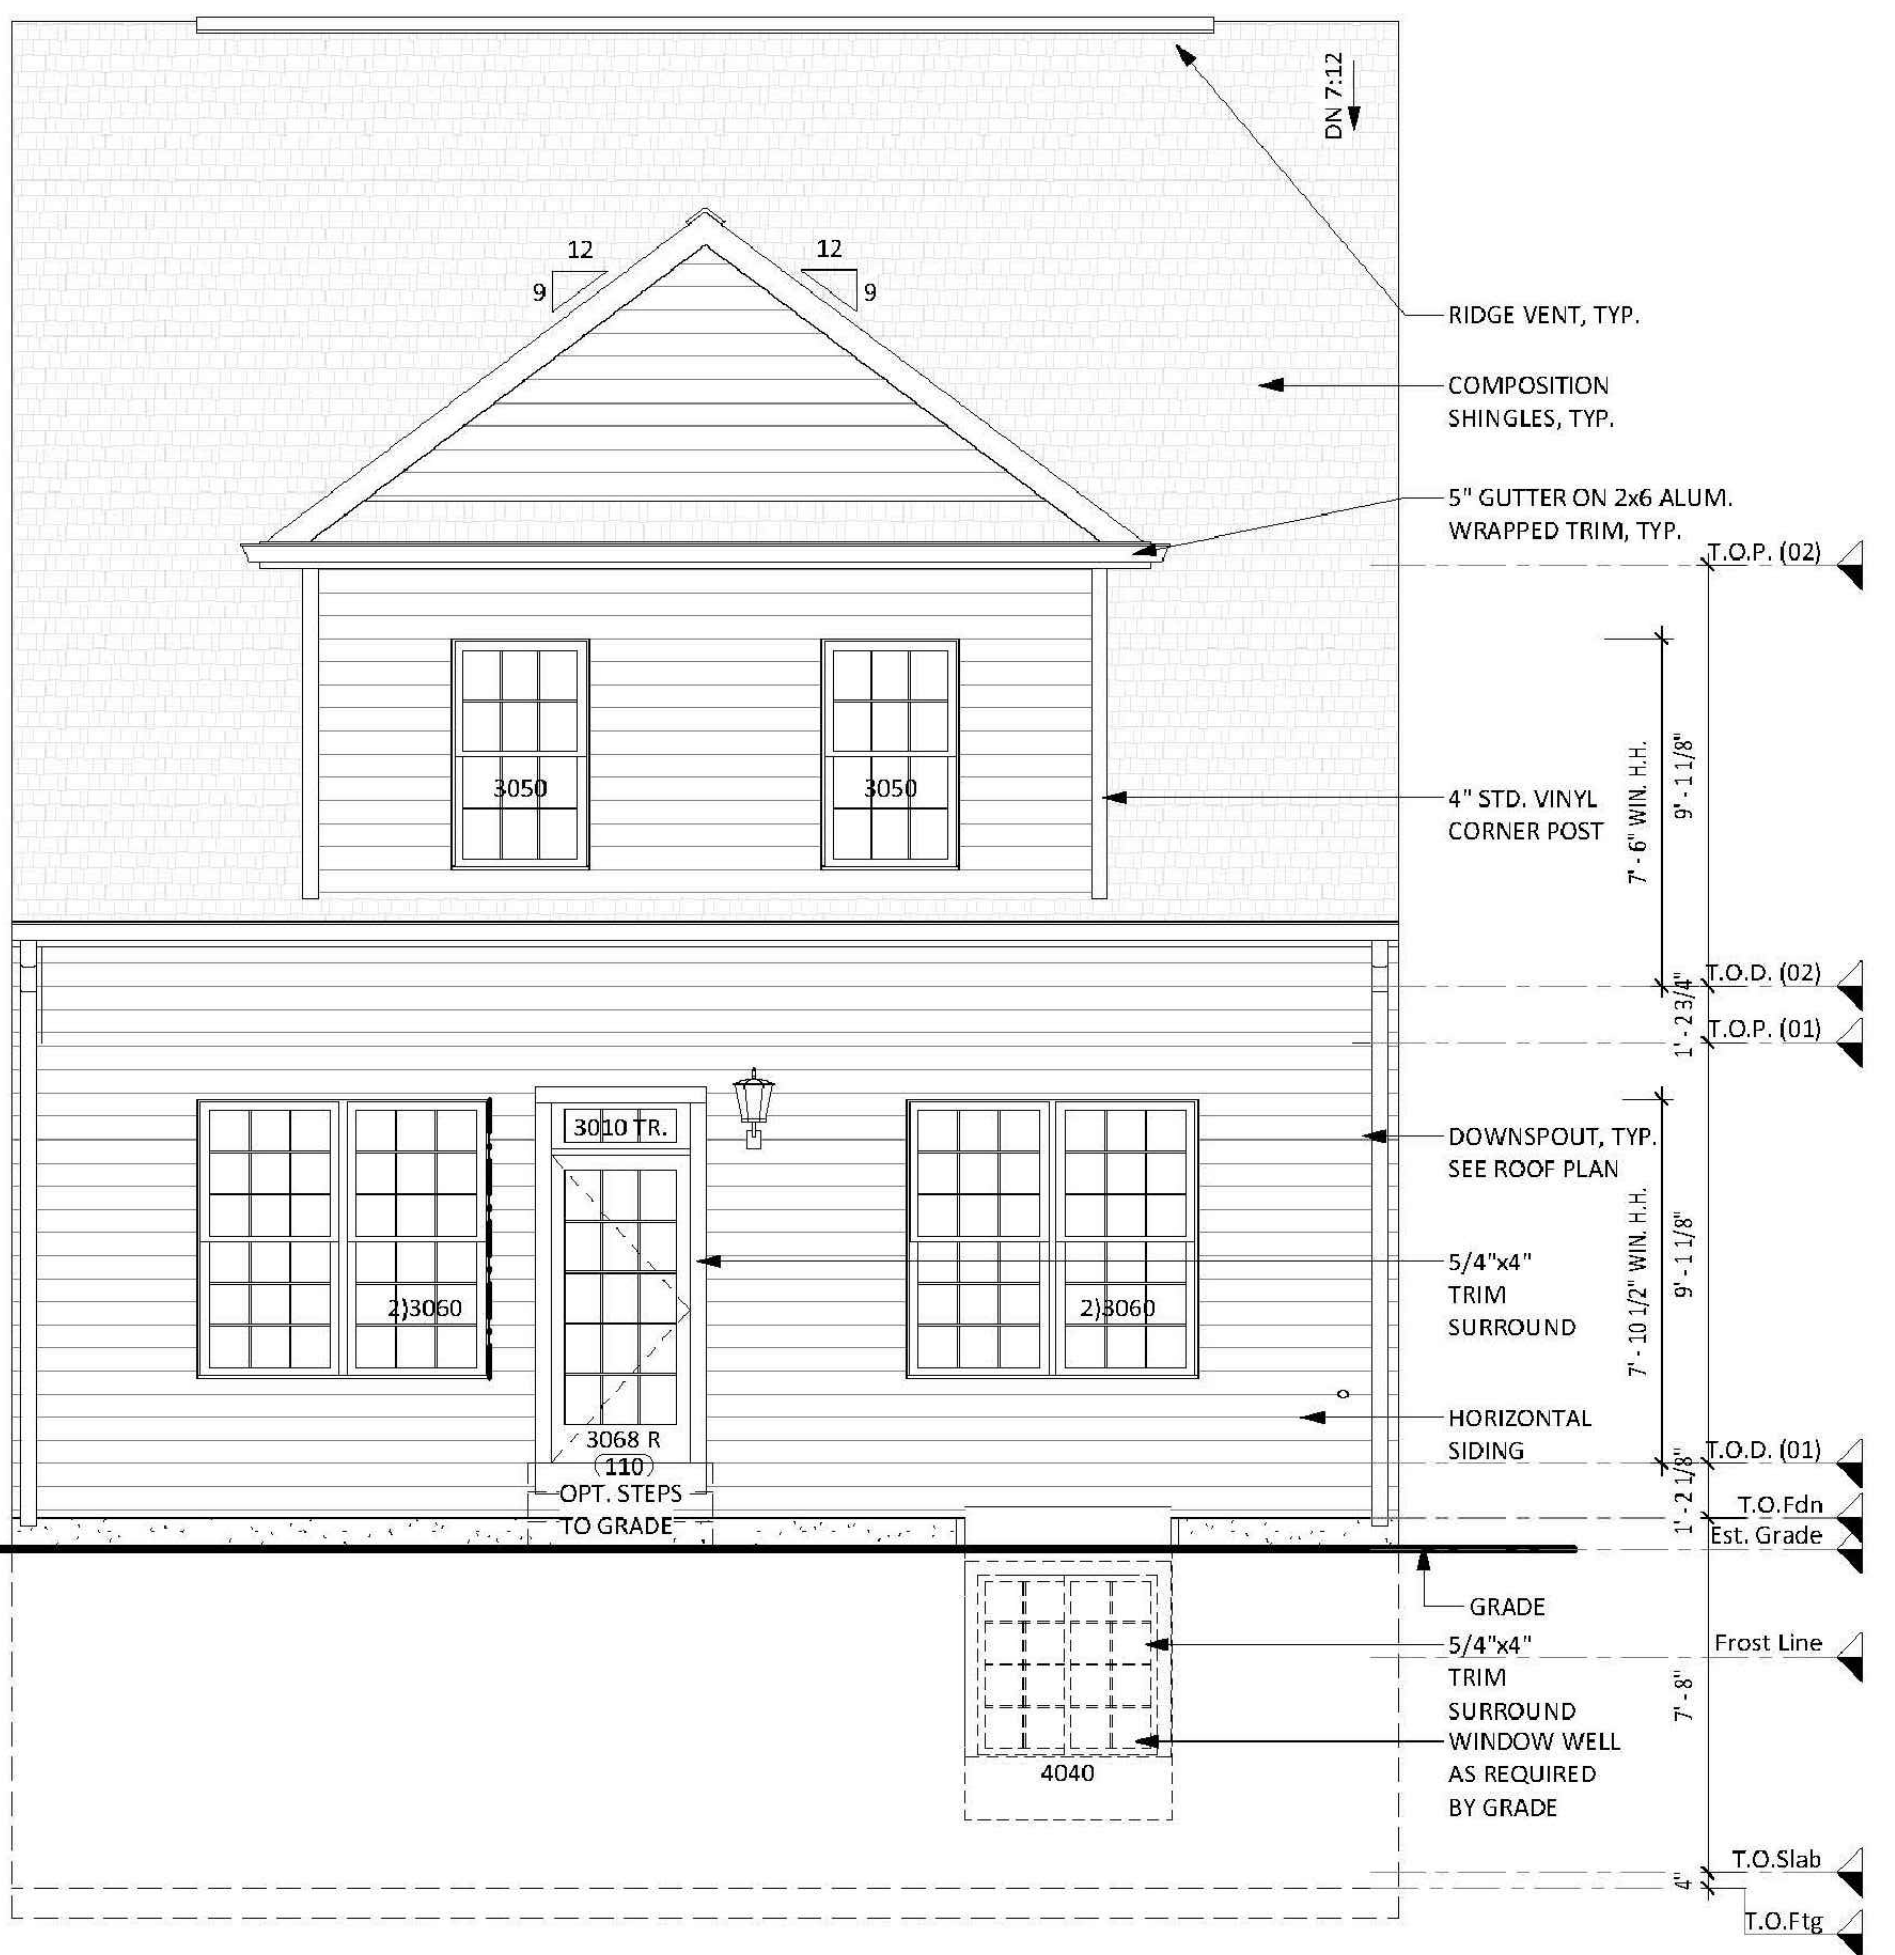 DN 7:12
12
9
12
9
RIDGE VENT, TYP.
COMPOSITION
SHINGLES, TYP.
5" GUTTER ON 2x6 ALUM.
WRAPPED TRIM, TYP.
T.O.P. (02)
3050
3050
4" STD. VINYL
CORNER POST
7' - 6" WIN. H.H.
9' - 1 1/8"
T.O.D. (02)
1' - 2 3/4"
T.O.P. (01)
3010 TR.
DOWNSPOUT, TYP.
SEE ROOF PLAN
5/4"x4"
TRIM
SURROUND
2)3060
2)3060
7' - 10 1/2" WIN. H.H.
9' - 1 1/8"
HORIZONTAL
SIDING
3068 R
110
OPT. STEPS
TO GRADE
T.O.D. (01)
1' - 2 1/8"
T.O.Fdn
Est. Grade
GRADE
5/4"x4"
TRIM
SURROUND
WINDOW WELL
AS REQUIRED
BY GRADE
Frost Line
7' - 8"
4040
T.O.Slab
4"
T.O.Ftg